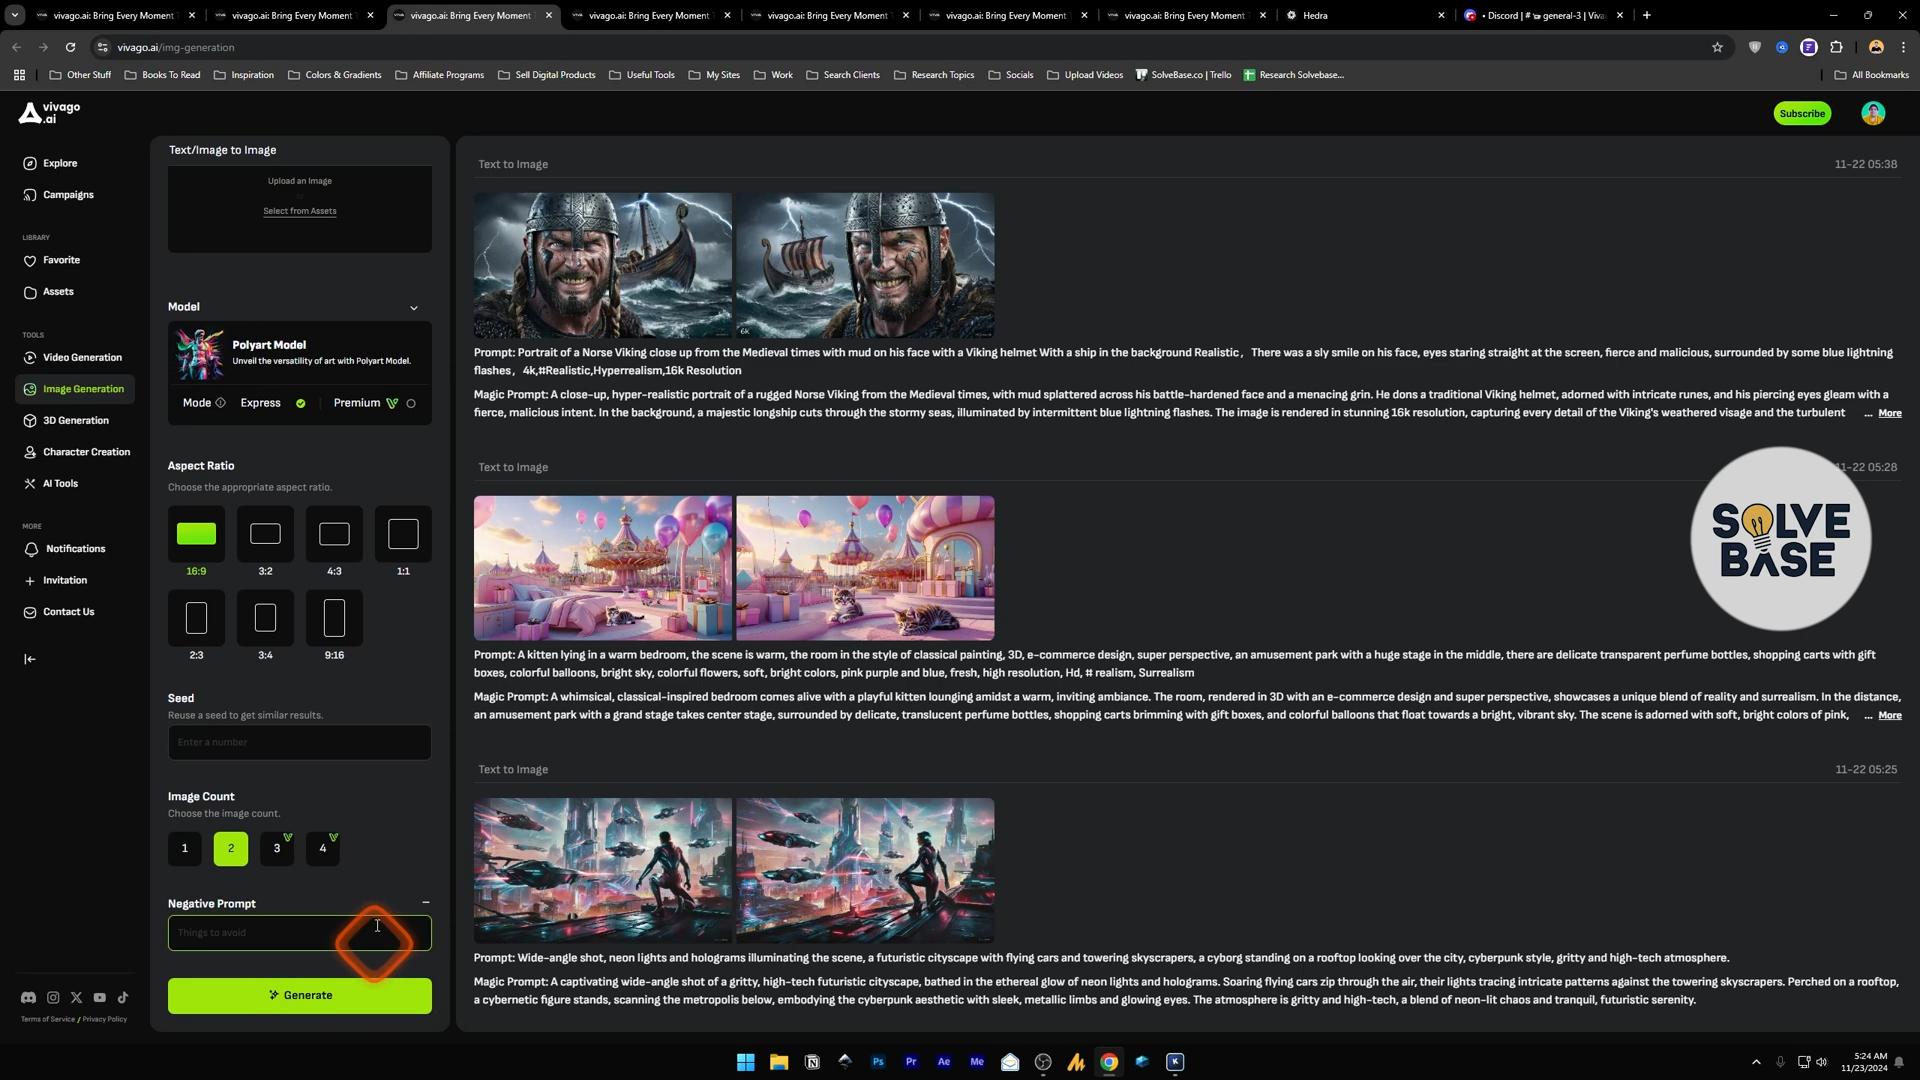 vivago.ai: Bring Every Moment
vivago.ai: Bring Every Moment
vivago.ai: Bring Every Moment
vivago.ai: Bring Every Moment
vivago.ai: Bring Every Moment
vivago.ai: Bring Every Moment
vivago.ai: Bring Every Moment
Hedra
• Discord | # general-3 | Viva
vivago.ai/img-generation
Other Stuff
Books To Read
Inspiration
Colors & Gradients
Affiliate Programs
Sell Digital Products
Useful Tools
My Sites
Work
Search Clients
Research Topics
Socials
Upload Videos
SolveBase.co | Trello
Research Solvebase...
All Bookmarks
vivago
.ai
Subscribe
Explore
Campaigns
LIBRARY
Favorite
Assets
TOOLS
Video Generation
Image Generation
3D Generation
Character Creation
AI Tools
MORE
Notifications
Invitation
Contact Us
Terms of Service / Privacy Policy
Text/Image to Image
Upload an Image
Select from Assets
Model
Polyart Model
Unveil the versatility of art with Polyart Model.
Mode
Express
Premium
Aspect Ratio
Choose the appropriate aspect ratio.
16:9
3:2
4:3
1:1
2:3
3:4
9:16
Seed
Reuse a seed to get similar results.
Enter a number
Image Count
Choose the image count.
1
2
3
4
Negative Prompt
Things to avoid
Generate
Text to Image
11-22 05:38
6k
Prompt: Portrait of a Norse Viking close up from the Medieval times with mud on his face with a Viking helmet With a ship in the background Realistic， There was a sly smile on his face, eyes staring straight at the screen, fierce and malicious, surrounded by some blue lightning
flashes， 4k,#Realistic,Hyperrealism,16k Resolution
Magic Prompt: A close-up, hyper-realistic portrait of a rugged Norse Viking from the Medieval times, with mud splattered across his battle-hardened face and a menacing grin. He dons a traditional Viking helmet, adorned with intricate runes, and his piercing eyes gleam with a
fierce, malicious intent. In the background, a majestic longship cuts through the stormy seas, illuminated by intermittent blue lightning flashes. The image is rendered in stunning 16k resolution, capturing every detail of the Viking's weathered visage and the turbulent ... More
Text to Image
11-22 05:28
Prompt: A kitten lying in a warm bedroom, the scene is warm, the room in the style of classical painting, 3D, e-commerce design, super perspective, an amusement park with a huge stage in the middle, there are delicate transparent perfume bottles, shopping carts with gift
boxes, colorful balloons, bright sky, colorful flowers, soft, bright colors, pink purple and blue, fresh, high resolution, Hd, # realism, Surrealism
Magic Prompt: A whimsical, classical-inspired bedroom comes alive with a playful kitten lounging amidst a warm, inviting ambiance. The room, rendered in 3D with an e-commerce design and super perspective, showcases a unique blend of reality and surrealism. In the distance,
an amusement park with a grand stage takes center stage, surrounded by delicate, translucent perfume bottles, shopping carts brimming with gift boxes, and colorful balloons that float towards a bright, vibrant sky. The scene is adorned with soft, bright colors of pink, ... More
SOLVE
BASE
Text to Image
11-22 05:25
Prompt: Wide-angle shot, neon lights and holograms illuminating the scene, a futuristic cityscape with flying cars and towering skyscrapers, a cyborg standing on a rooftop looking over the city, cyberpunk style, gritty and high-tech atmosphere.
Magic Prompt: A captivating wide-angle shot of a gritty, high-tech futuristic cityscape, bathed in the ethereal glow of neon lights and holograms. Soaring flying cars zip through the air, their lights tracing intricate patterns against the towering skyscrapers. Perched on a rooftop,
a cybernetic figure stands, scanning the metropolis below, embodying the cyberpunk aesthetic with sleek, metallic limbs and glowing eyes. The atmosphere is gritty and high-tech, a blend of neon-lit chaos and tranquil, futuristic serenity.
Ps
Pr
Ae
Me
K
5:24 AM
11/23/2024